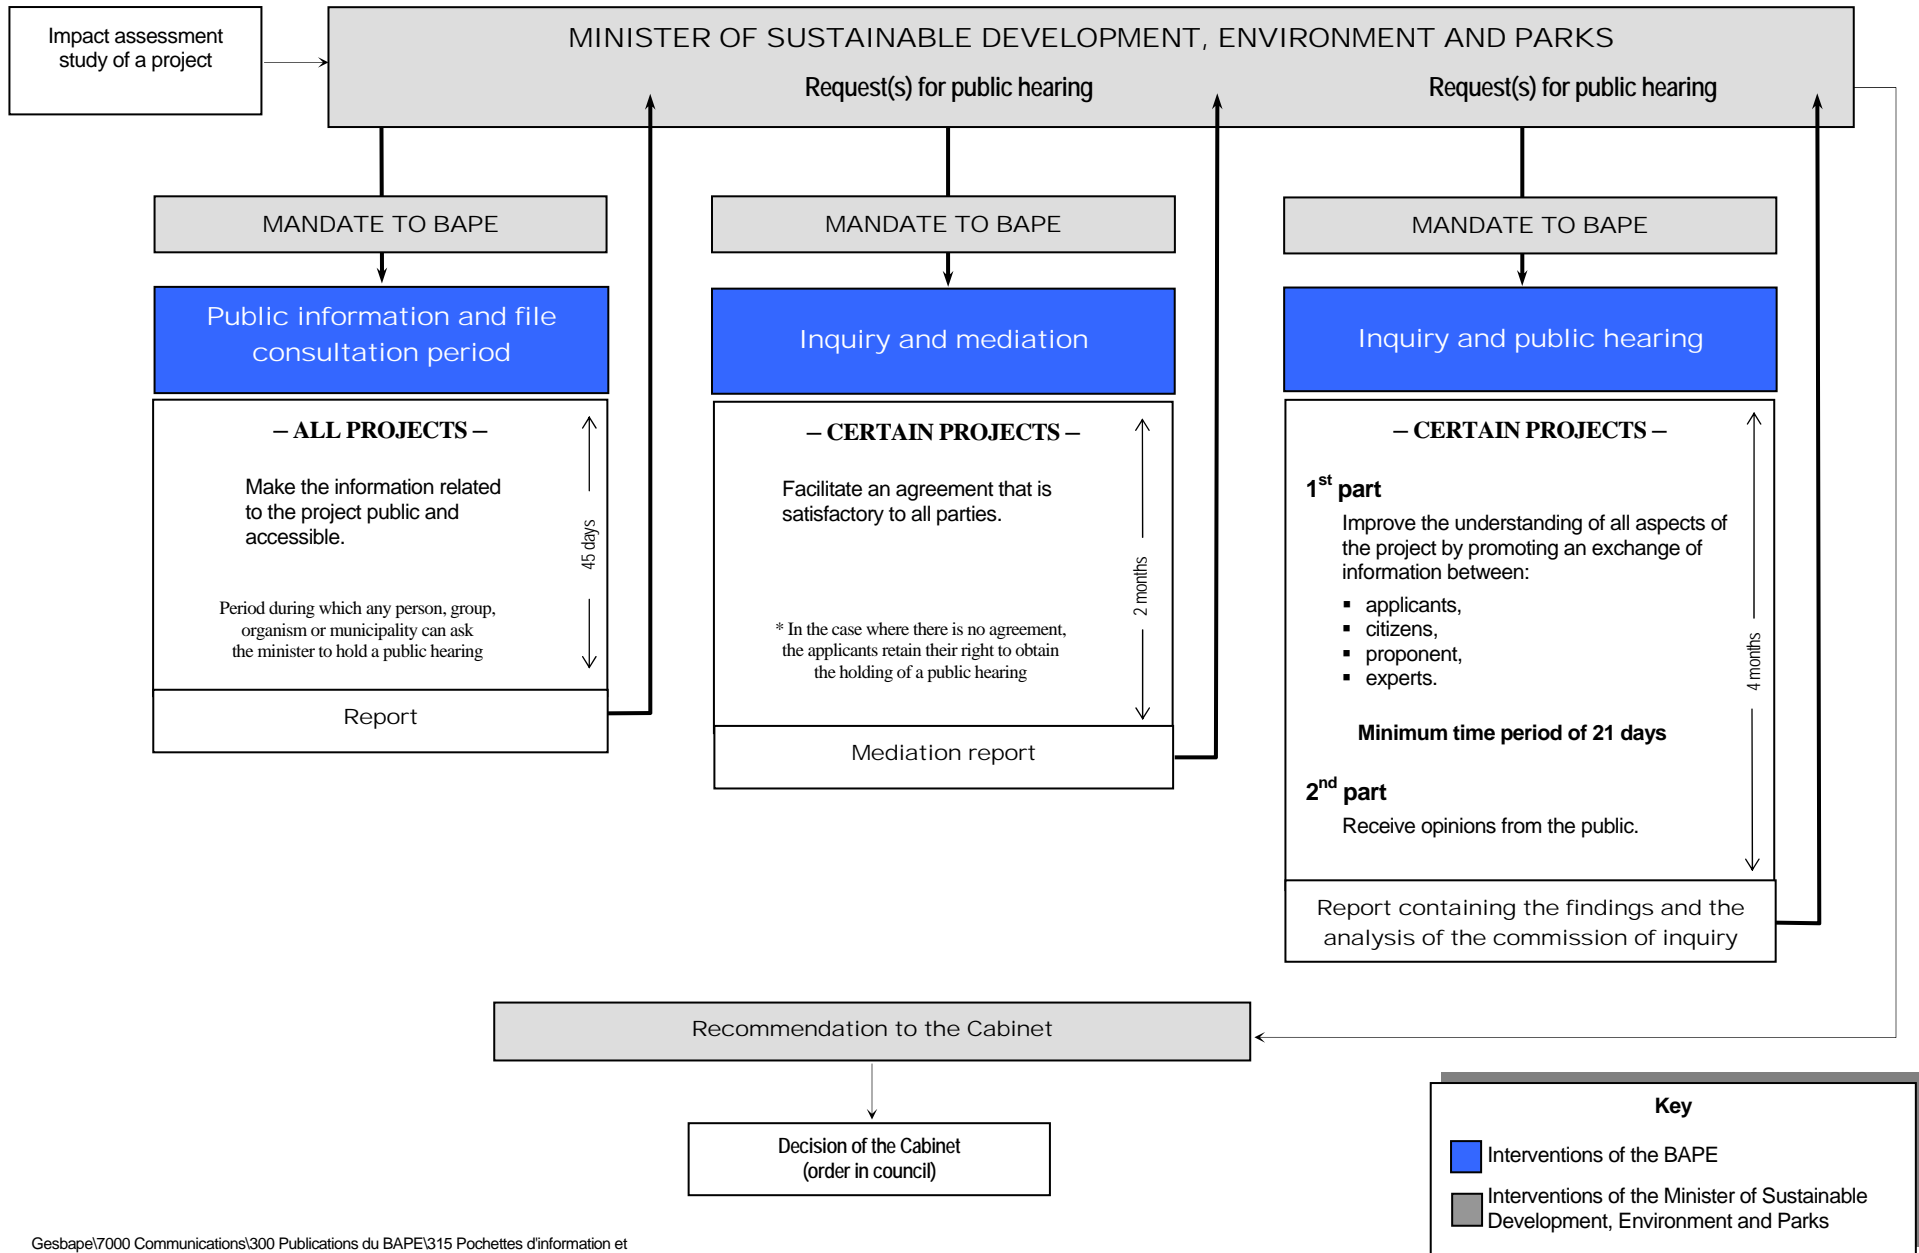 Impact assessment
study of a project
MINISTER OF SUSTAINABLE DEVELOPMENT, ENVIRONMENT AND PARKS
Request(s) for public hearing
Request(s) for public hearing
MANDATE TO BAPE
Public information and file
consultation period
– ALL PROJECTS –
Make the information related
to the project public and
accessible.
45 days
Period during which any person, group,
organism or municipality can ask
the minister to hold a public hearing
Report
MANDATE TO BAPE
Inquiry and mediation
– CERTAIN PROJECTS –
Facilitate an agreement that is
satisfactory to all parties.
2 months
* In the case where there is no agreement,
the applicants retain their right to obtain
the holding of a public hearing
Mediation report
MANDATE TO BAPE
Inquiry and public hearing
– CERTAIN PROJECTS –
1st part
Improve the understanding of all aspects of
the project by promoting an exchange of
information between:
▪ applicants,
▪ citizens,
▪ proponent,
▪ experts.
4 months
Minimum time period of 21 days
2nd part
Receive opinions from the public.
Report containing the findings and the
analysis of the commission of inquiry
Recommendation to the Cabinet
Decision of the Cabinet
(order in council)
Key
Interventions of the BAPE
Interventions of the Minister of Sustainable
Development, Environment and Parks
Gesbape\7000 Communications\300 Publications du BAPE\315 Pochettes d'information et